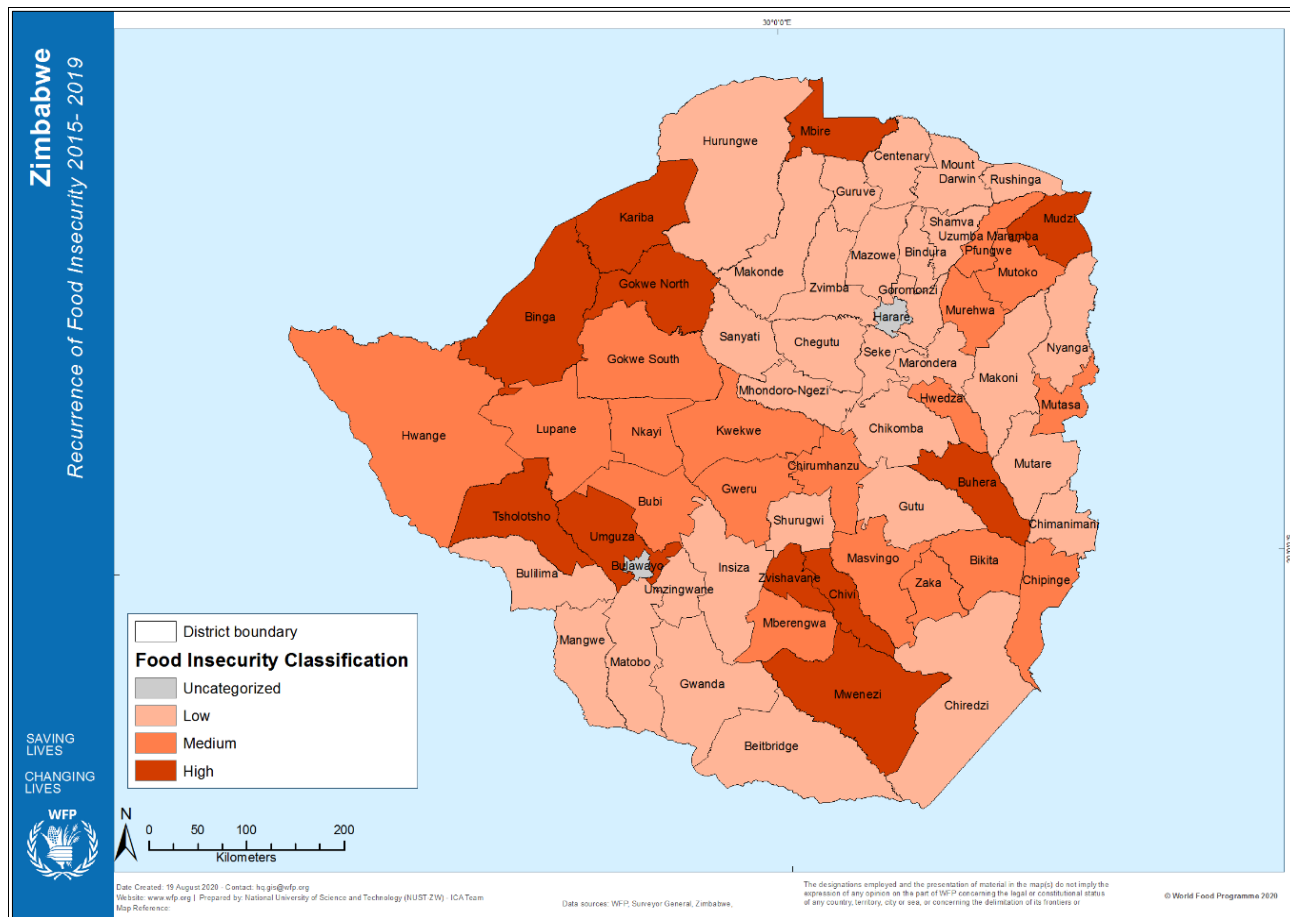 Zimbabwe
Recurrence of Food Insecurity 2015- 2019
30°0'0"E
Hurungwe
Mbire
Centenary
Mount
Darwin
Rushinga
Guruve
Kariba
Shamva
Mudzi
Uzumba Maramba
Pfungwe
Mazowe
Bindura
Mutoko
Makonde
Gokwe North
Zvimba
Goromonzi
Murehwa
Binga
Harare
Sanyati
Chegutu
Seke
Nyanga
Gokwe South
Marondera
Makoni
Mhondoro-Ngezi
Hwedza
Mutasa
Hwange
Lupane
Nkayi
Kwekwe
Chikomba
Chirumhanzu
Mutare
Buhera
Gweru
Bubi
Gutu
Tsholotsho
Shurugwi
Chimanimani
Umguza
Masvingo
Bikita
Bulawayo
Insiza
Bulilima
Zvishavane
Zaka
Chipinge
Umzingwane
Chivi
Mberengwa
Mangwe
Matobo
Gwanda
Mwenezi
Chiredzi
Beitbridge
District boundary
Food Insecurity Classification
Uncategorized
Low
Medium
High
SAVING
LIVES
CHANGING
LIVES
WFP
N
0 50 100 200
Kilometers
Date Created: 19 August 2020 - Contact: hq.gis@wfp.org
Website: www.wfp.org | Prepared by: National University of Science and Technology (NUST-ZW) - ICA Team
Map Reference:
Data sources: WFP, Surveyor General, Zimbabwe,
The designations employed and the presentation of material in the map(s) do not imply the
expression of any opinion on the part of WFP concerning the legal or constitutional status
of any country, territory, city or sea, or concerning the delimitation of its frontiers or
© World Food Programme 2020